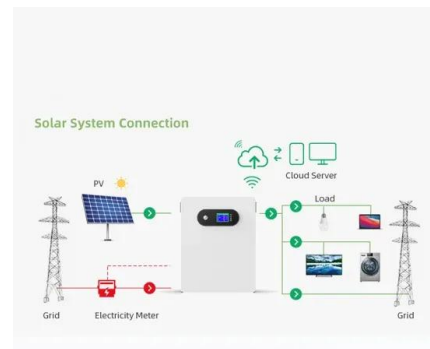 Solar System Connection
Cloud Server
PV
Load
Grid
Electricity Meter
Grid